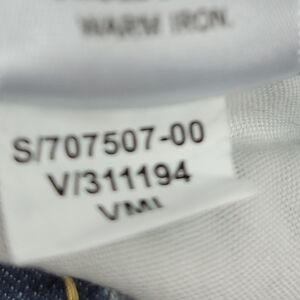 WARM IRON.
S/707507-00
V/311194
VMI